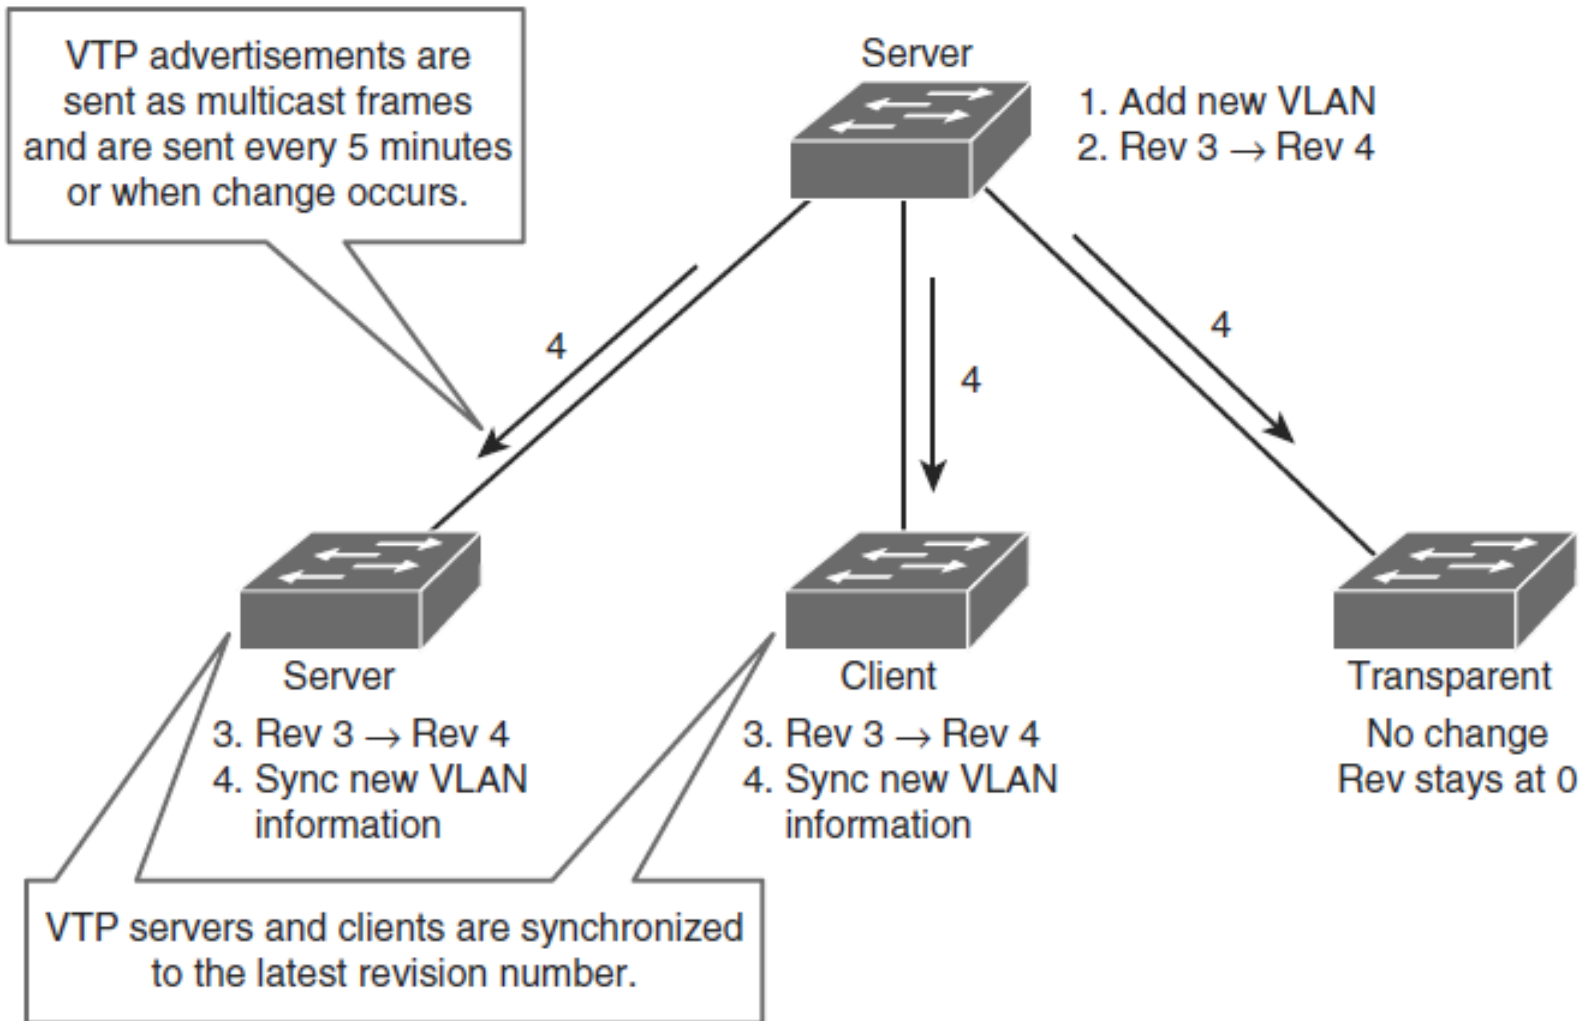 VTP advertisements are
sent as multicast frames
and are sent every 5 minutes
or when change occurs.
Server
1. Add new VLAN
2. Rev 3 → Rev 4
4
4
4
Server
3. Rev 3 → Rev 4
4. Sync new VLAN
information
Client
3. Rev 3 → Rev 4
4. Sync new VLAN
information
Transparent
No change
Rev stays at 0
VTP servers and clients are synchronized
to the latest revision number.